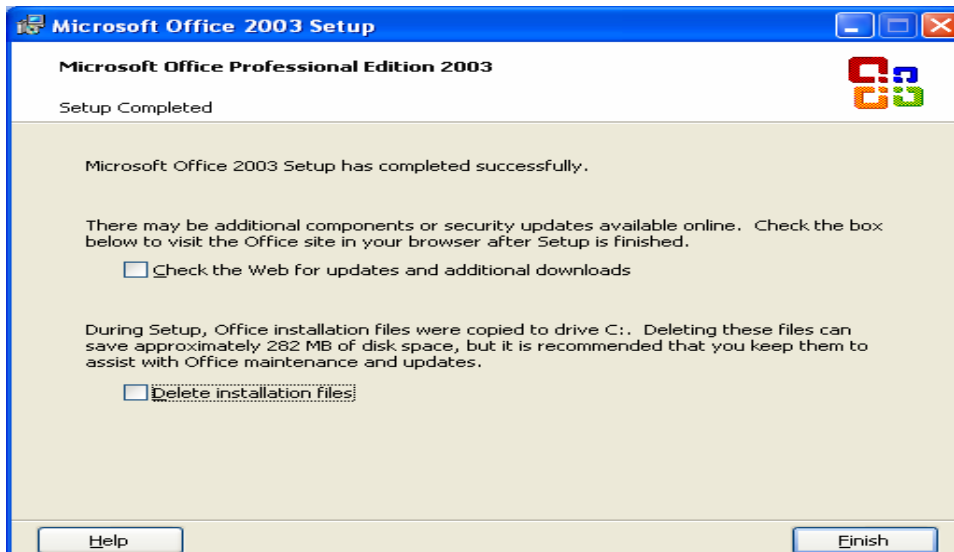 Microsoft Office 2003 Setup
Microsoft Office Professional Edition 2003
Setup Completed
Microsoft Office 2003 Setup has completed successfully.
There may be additional components or security updates available online.  Check the box
below to visit the Office site in your browser after Setup is finished.
Check the Web for updates and additional downloads
During Setup, Office installation files were copied to drive C:.  Deleting these files can
save approximately 282 MB of disk space, but it is recommended that you keep them to
assist with Office maintenance and updates.
Delete installation files
Help
Finish